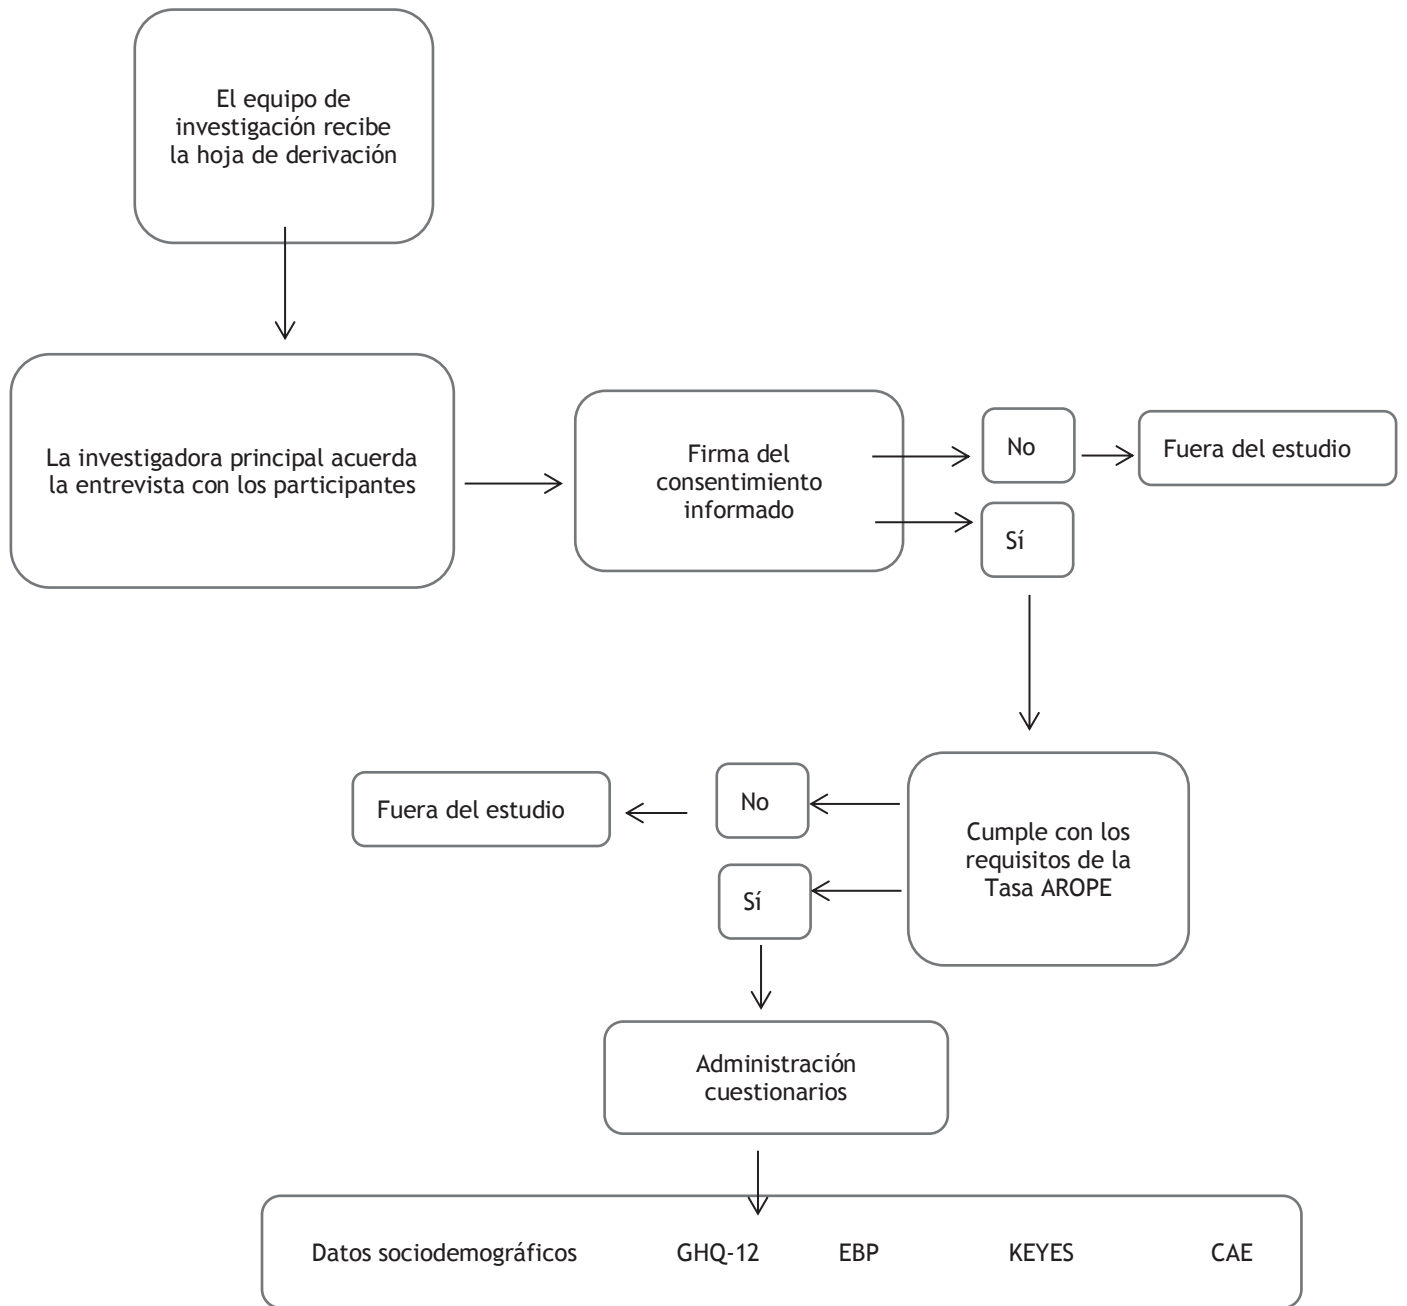 El equipo de
investigación recibe
la hoja de derivación
La investigadora principal acuerda
la entrevista con los participantes
Firma del
consentimiento
informado
No
Fuera del estudio
Sí
Cumple con los
requisitos de la
Tasa AROPE
No
Fuera del estudio
Sí
Administración
cuestionarios
Datos sociodemográficos GHQ-12 EBP KEYES CAE